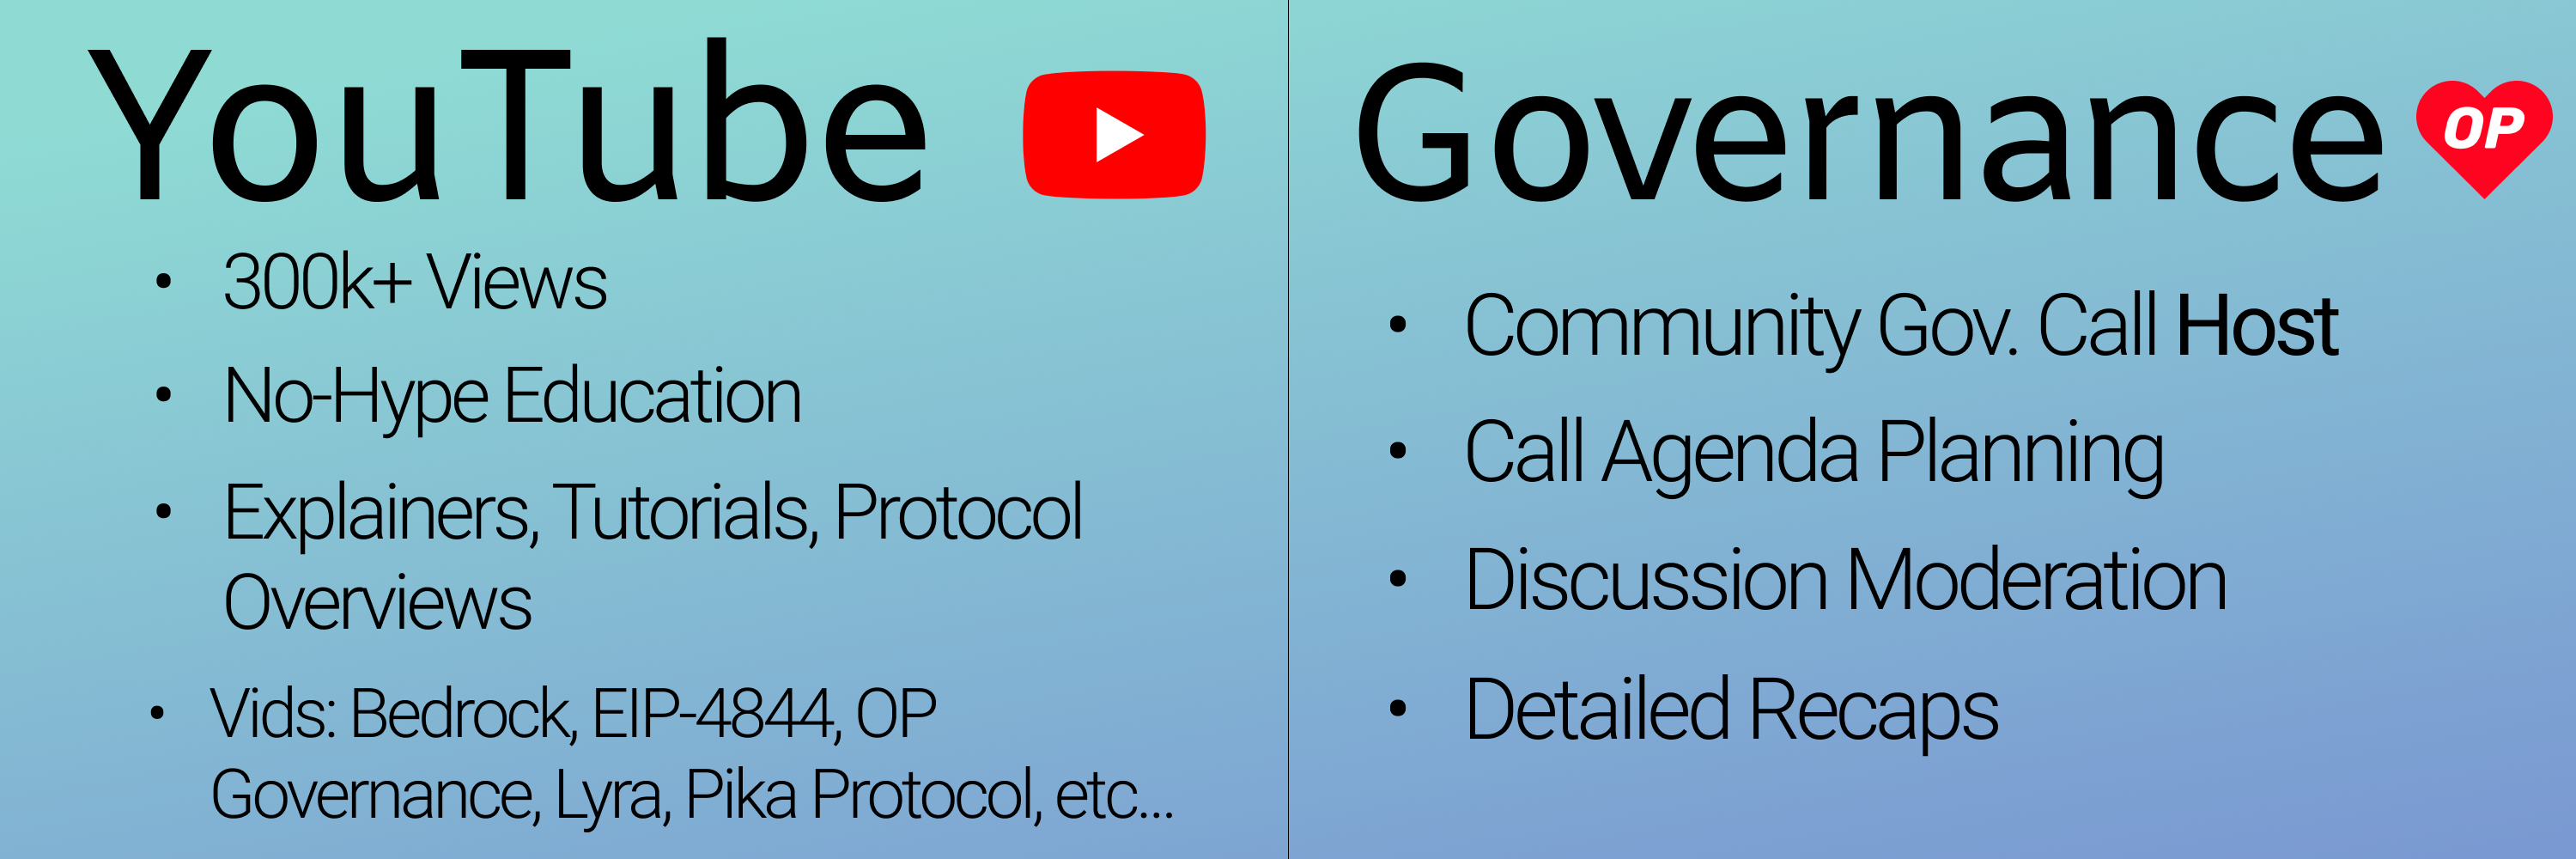 YouTube
• 300k+ Views
• No-Hype Education
• Explainers, Tutorials, Protocol
Overviews
• Vids: Bedrock, EIP-4844, OP
Governance, Lyra, Pika Protocol, etc...
Governance OP
• Community Gov. Call Host
• Call Agenda Planning
• Discussion Moderation
• Detailed Recaps